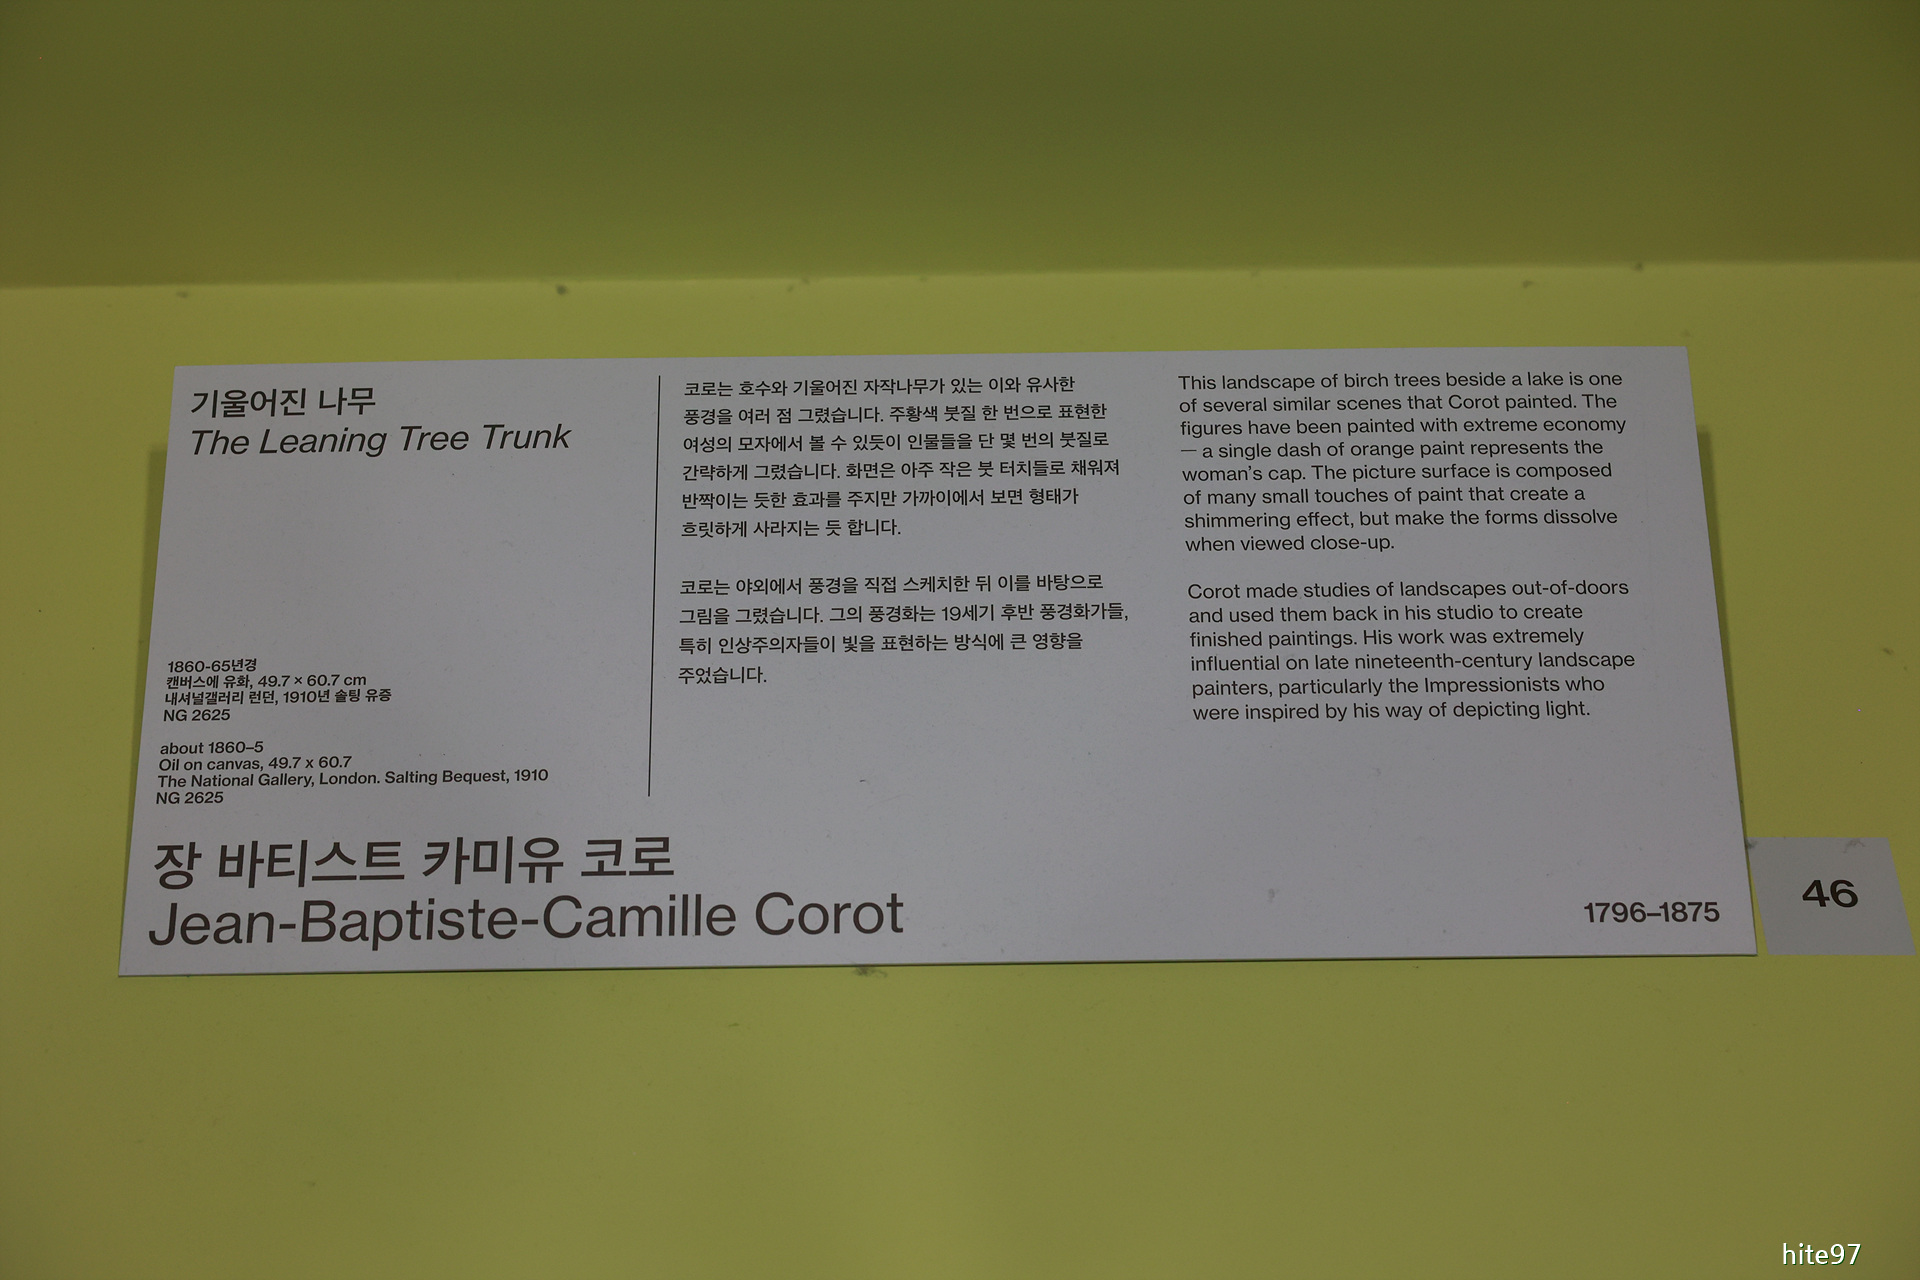 기울어진 나무
The Leaning Tree Trunk
1860-65년경
캔버스에 유화, 49.7 × 60.7 cm
내셔널갤러리 런던, 1910년 솔팅 유증
NG 2625
about 1860–5
Oil on canvas, 49.7 x 60.7
The National Gallery, London. Salting Bequest, 1910
NG 2625
코로는 호수와 기울어진 자작나무가 있는 이와 유사한
풍경을 여러 점 그렸습니다. 주황색 붓질 한 번으로 표현한
여성의 모자에서 볼 수 있듯이 인물들을 단 몇 번의 붓질로
간략하게 그렸습니다. 화면은 아주 작은 붓 터치들로 채워져
반짝이는 듯한 효과를 주지만 가까이에서 보면 형태가
흐릿하게 사라지는 듯 합니다.
코로는 야외에서 풍경을 직접 스케치한 뒤 이를 바탕으로
그림을 그렸습니다. 그의 풍경화는 19세기 후반 풍경화가들,
특히 인상주의자들이 빛을 표현하는 방식에 큰 영향을
주었습니다.
This landscape of birch trees beside a lake is one
of several similar scenes that Corot painted. The
figures have been painted with extreme economy
— a single dash of orange paint represents the
woman's cap. The picture surface is composed
of many small touches of paint that create a
shimmering effect, but make the forms dissolve
when viewed close-up.
Corot made studies of landscapes out-of-doors
and used them back in his studio to create
finished paintings. His work was extremely
influential on late nineteenth-century landscape
painters, particularly the Impressionists who
were inspired by his way of depicting light.
장 바티스트 카미유 코로
Jean-Baptiste-Camille Corot
1796–1875
46
hite97